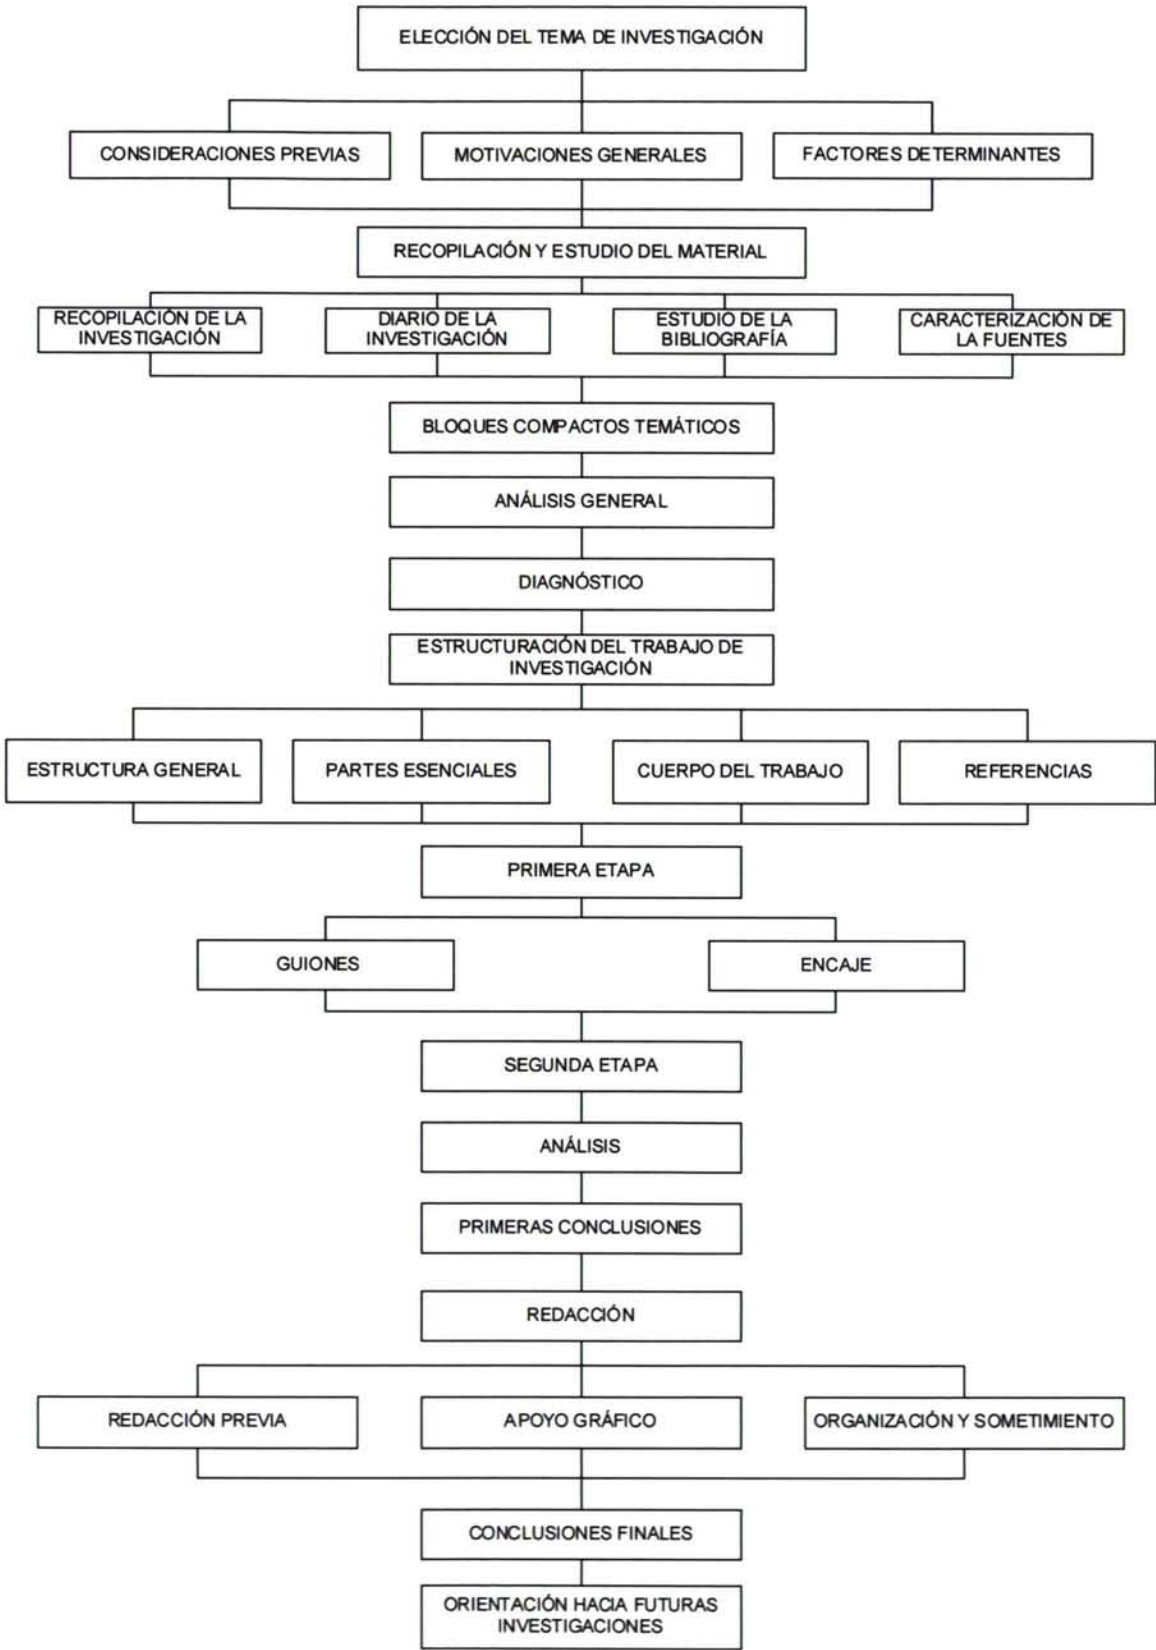 ELECCIÓN DEL TEMA DE INVESTIGACIÓN
CONSIDERACIONES PREVIAS
MOTIVACIONES GENERALES
FACTORES DETERMINANTES
RECOPILACIÓN Y ESTUDIO DEL MATERIAL
RECOPILACIÓN DE LA
INVESTIGACIÓN
DIARIO DE LA
INVESTIGACIÓN
ESTUDIO DE LA
BIBLIOGRAFÍA
CARACTERIZACIÓN DE
LA FUENTES
BLOQUES COMPACTOS TEMÁTICOS
ANÁLISIS GENERAL
DIAGNÓSTICO
ESTRUCTURACIÓN DEL TRABAJO DE
INVESTIGACIÓN
ESTRUCTURA GENERAL
PARTES ESENCIALES
CUERPO DEL TRABAJO
REFERENCIAS
PRIMERA ETAPA
GUIONES
ENCAJE
SEGUNDA ETAPA
ANÁLISIS
PRIMERAS CONCLUSIONES
REDACCIÓN
REDACCIÓN PREVIA
APOYO GRÁFICO
ORGANIZACIÓN Y SOMETIMIENTO
CONCLUSIONES FINALES
ORIENTACIÓN HACIA FUTURAS
INVESTIGACIONES